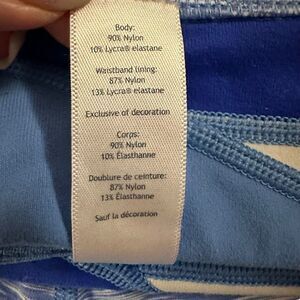 Body:
90% Nylon
10% Lycra® elastane
Waistband lining:
87% Nylon
13% Lycra® elastane
Exclusive of decoration
Corps:
90% Nylon
10% Élasthanne
Doublure de ceinture:
87% Nylon
13% Élasthanne
Sauf la décoration